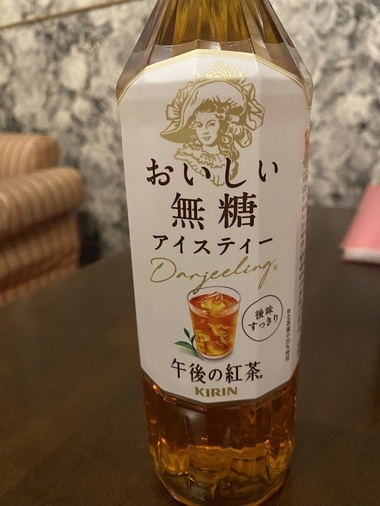 おいしい
無糖
アイスティー
Darjeeling®
後味
すっきり
午後の紅茶®
KIRIN